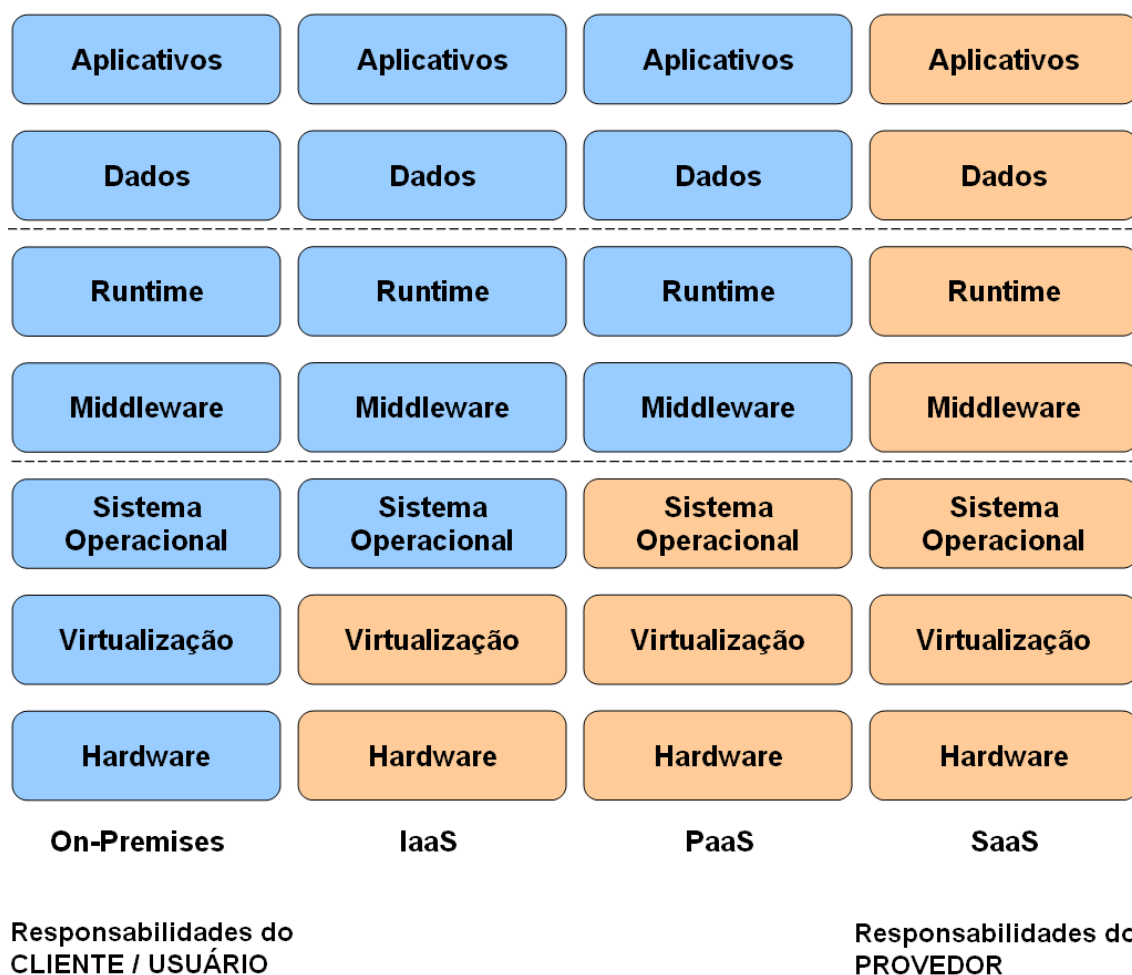 Aplicativos Aplicativos Aplicativos Aplicativos
Dados Dados Dados Dados
Runtime Runtime Runtime Runtime
Middleware Middleware Middleware Middleware
Sistema Sistema Sistema Sistema
Operacional Operacional Operacional Operacional
Virtualização Virtualização Virtualização Virtualização
Hardware Hardware Hardware Hardware
On-Premises IaaS PaaS SaaS
Responsabilidades do
CLIENTE / USUÁRIO
Responsabilidades do
PROVEDOR